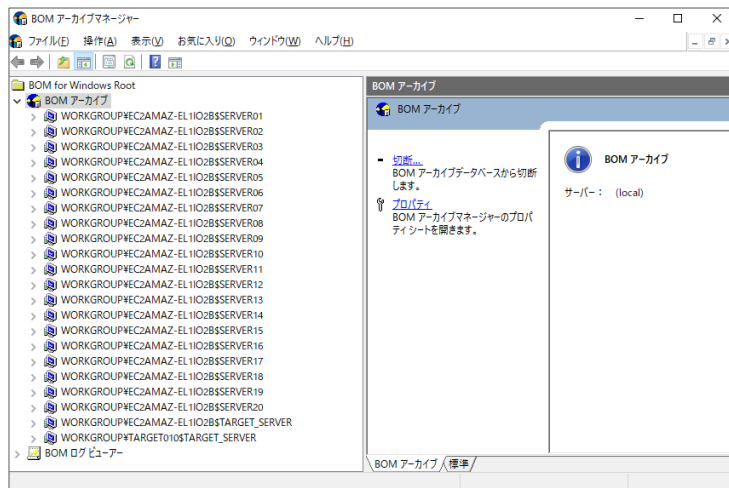 BOM アーカイブマネージャー
ファイル(F) 操作(A) 表示(V) お気に入り(O) ウィンドウ(W) ヘルプ(H)
BOM for Windows Root
BOM アーカイブ
WORKGROUP¥EC2AMAZ-EL1IO2B$SERVER01
WORKGROUP¥EC2AMAZ-EL1IO2B$SERVER02
WORKGROUP¥EC2AMAZ-EL1IO2B$SERVER03
WORKGROUP¥EC2AMAZ-EL1IO2B$SERVER04
WORKGROUP¥EC2AMAZ-EL1IO2B$SERVER05
WORKGROUP¥EC2AMAZ-EL1IO2B$SERVER06
WORKGROUP¥EC2AMAZ-EL1IO2B$SERVER07
WORKGROUP¥EC2AMAZ-EL1IO2B$SERVER08
WORKGROUP¥EC2AMAZ-EL1IO2B$SERVER09
WORKGROUP¥EC2AMAZ-EL1IO2B$SERVER10
WORKGROUP¥EC2AMAZ-EL1IO2B$SERVER11
WORKGROUP¥EC2AMAZ-EL1IO2B$SERVER12
WORKGROUP¥EC2AMAZ-EL1IO2B$SERVER13
WORKGROUP¥EC2AMAZ-EL1IO2B$SERVER14
WORKGROUP¥EC2AMAZ-EL1IO2B$SERVER15
WORKGROUP¥EC2AMAZ-EL1IO2B$SERVER16
WORKGROUP¥EC2AMAZ-EL1IO2B$SERVER17
WORKGROUP¥EC2AMAZ-EL1IO2B$SERVER18
WORKGROUP¥EC2AMAZ-EL1IO2B$SERVER19
WORKGROUP¥EC2AMAZ-EL1IO2B$SERVER20
WORKGROUP¥EC2AMAZ-EL1IO2B$TARGET_SERVER
WORKGROUP¥TARGET010$TARGET_SERVER
BOM ログ ビューアー
BOM アーカイブ
BOM アーカイブ
切断...
BOM アーカイブデータベースから切断
します。
プロパティ
BOM アーカイブマネージャーのプロパ
ティ シートを開きます。
BOM アーカイブ
サーバー： (local)
BOM アーカイブ 標準